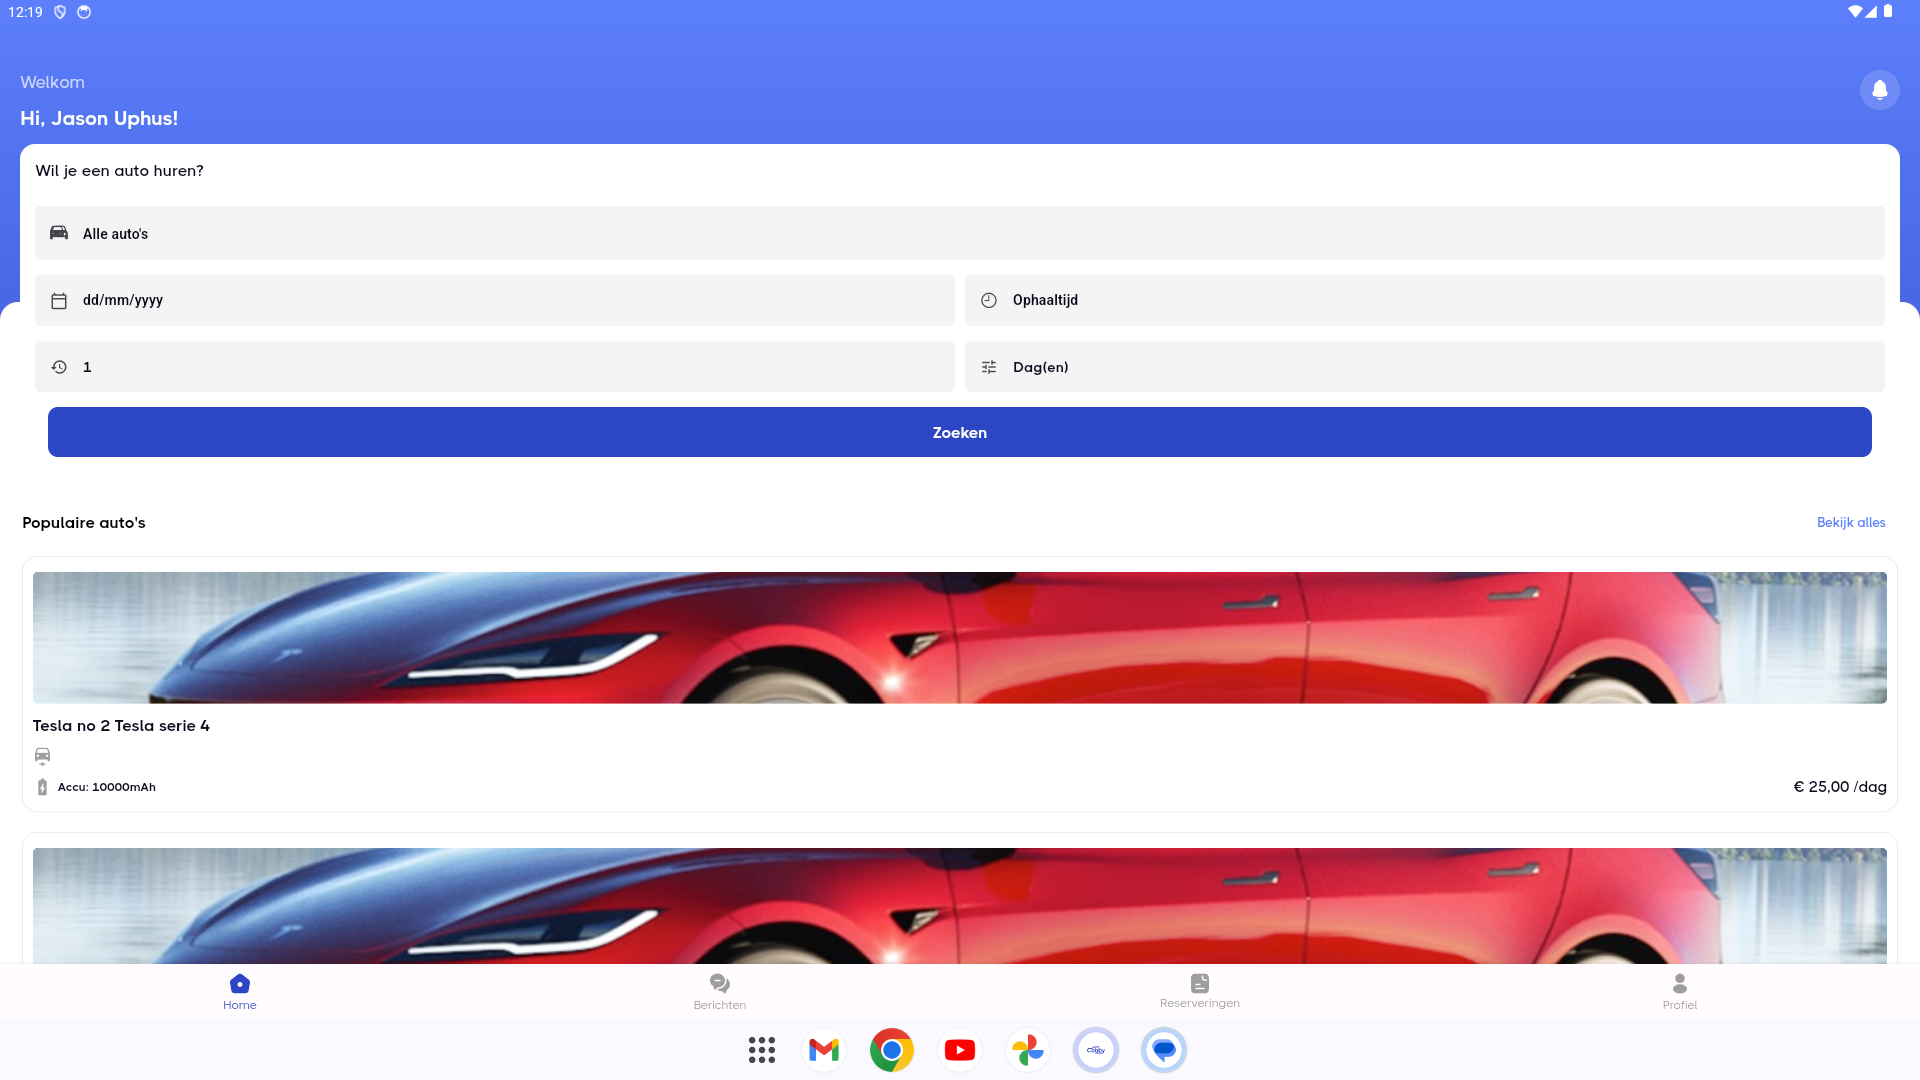 12:19
Welkom
Hi, Jason Uphus!
Wil je een auto huren?
Alle auto's
dd/mm/yyyy
Ophaaltijd
1
Dag(en)
Zoeken
Populaire auto's
Bekijk alles
Tesla no 2 Tesla serie 4
Accu: 10000mAh
€ 25,00 /dag
Home
Berichten
Reserveringen
Profiel
Cabby